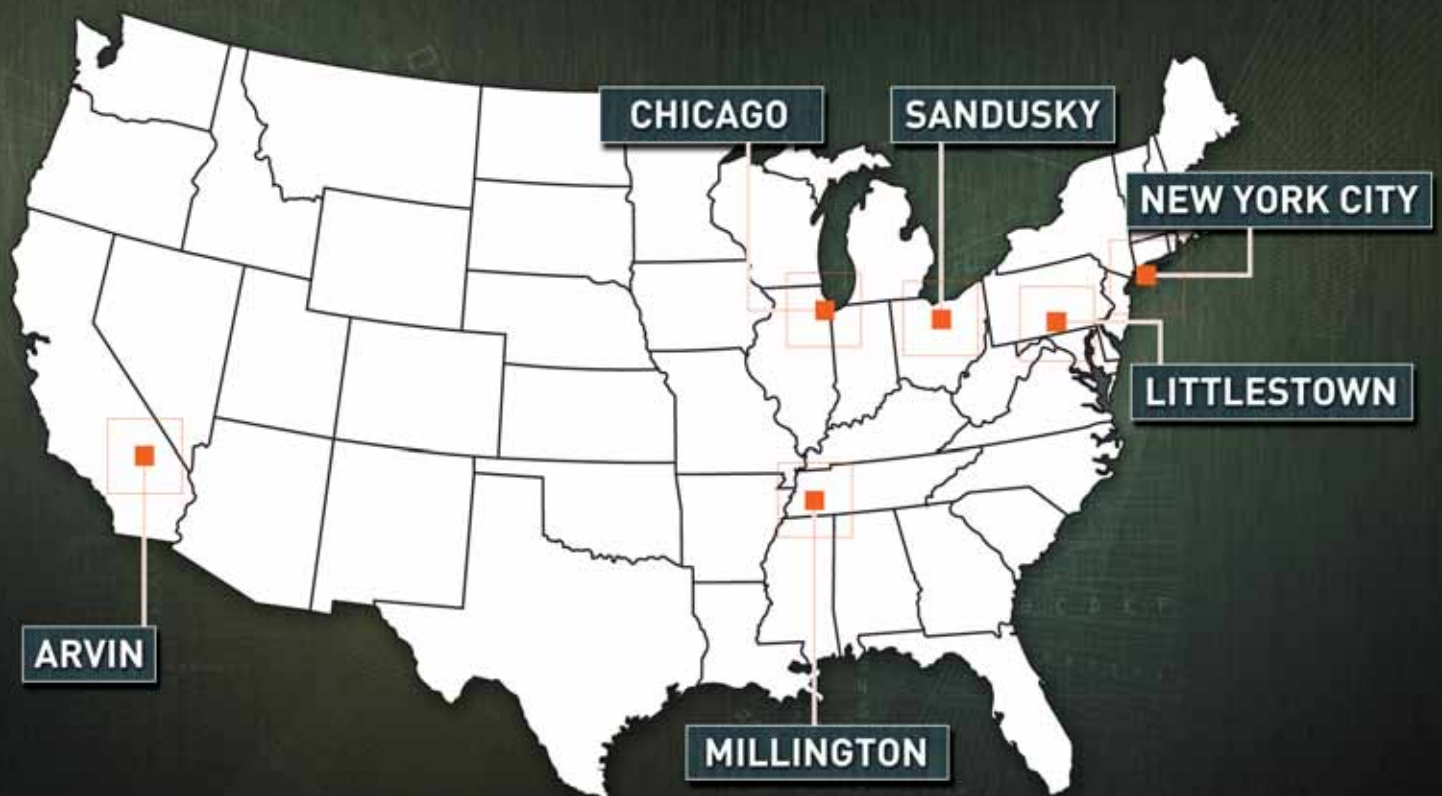 CHICAGO
SANDUSKY
NEW YORK CITY
LITTLESTOWN
ARVIN
MILLINGTON